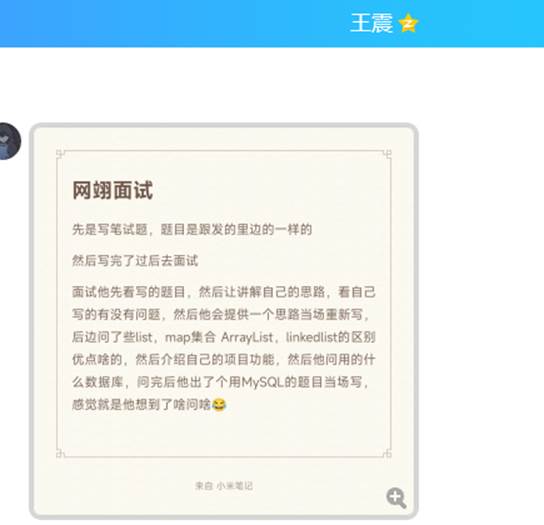 王震
网翊面试
先是写笔试题，题目是跟发的里边的一样的
然后写完了过后去面试
面试他先看写的题目，然后让讲解自己的思路，看自己
写的有没有问题，然后他会提供一个思路当场重新写，
后边问了些list，map集合 ArrayList，linkedlist的区别
优点啥的，然后介绍自己的项目功能，然后他问用的什
么数据库，问完后他出了个用MySQL的题目当场写，
感觉就是他想到了啥问啥😂
来自 小米笔记